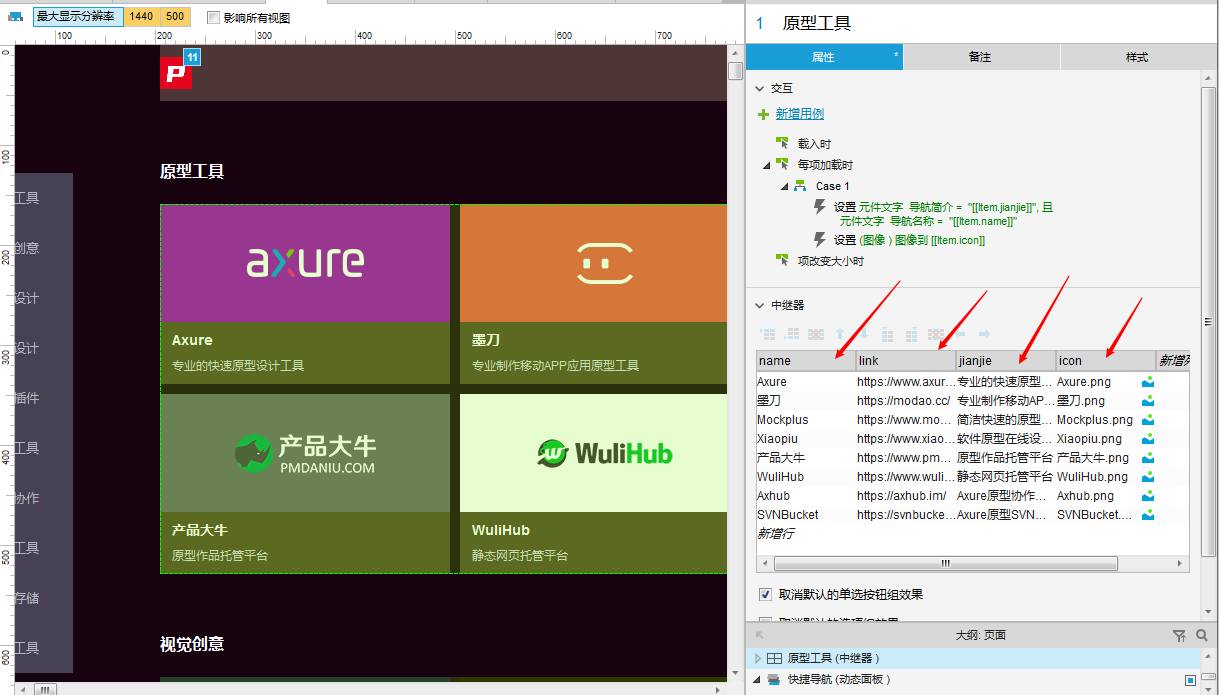 最大显示分辨率 1440 500 影响所有视图
100 200 300 400 500 600 700
0
100
200
300
400
500
600
11
P
原型工具
axure
Axure
专业的快速原型设计工具
墨刀
专业制作移动APP应用原型工具
产品大牛
PMDANIU.COM
产品大牛
原型作品托管平台
WuliHub
WuliHub
静态网页托管平台
视觉创意
工具
创意
设计
设计
插件
工具
协作
工具
存储
工具
1 原型工具
属性 * 备注 样式
交互
新增用例
载入时
每项加载时
Case 1
设置 元件文字 导航简介 = "[[Item.jianjie]]", 且
元件文字 导航名称 = "[[Item.name]]"
设置 (图像 ) 图像到 [[Item.icon]]
项改变大小时
中继器
name link jianjie icon 新增列
Axure https://www.axur... 专业的快速原型... Axure.png
墨刀 https://modao.cc/ 专业制作移动AP... 墨刀.png
Mockplus https://www.mo... 简洁快速的原型... Mockplus.png
Xiaopiu https://www.xiao... 软件原型在线设... Xiaopiu.png
产品大牛 https://www.pm... 原型作品托管平台 产品大牛.png
WuliHub https://www.wuli... 静态网页托管平台 WuliHub.png
Axhub https://axhub.im/ Axure原型协作... Axhub.png
SVNBucket https://svnbucke... Axure原型SVN... SVNBucket....
新增行
取消默认的单选按钮组效果
大纲: 页面
原型工具 (中继器 )
快捷导航 (动态面板 )